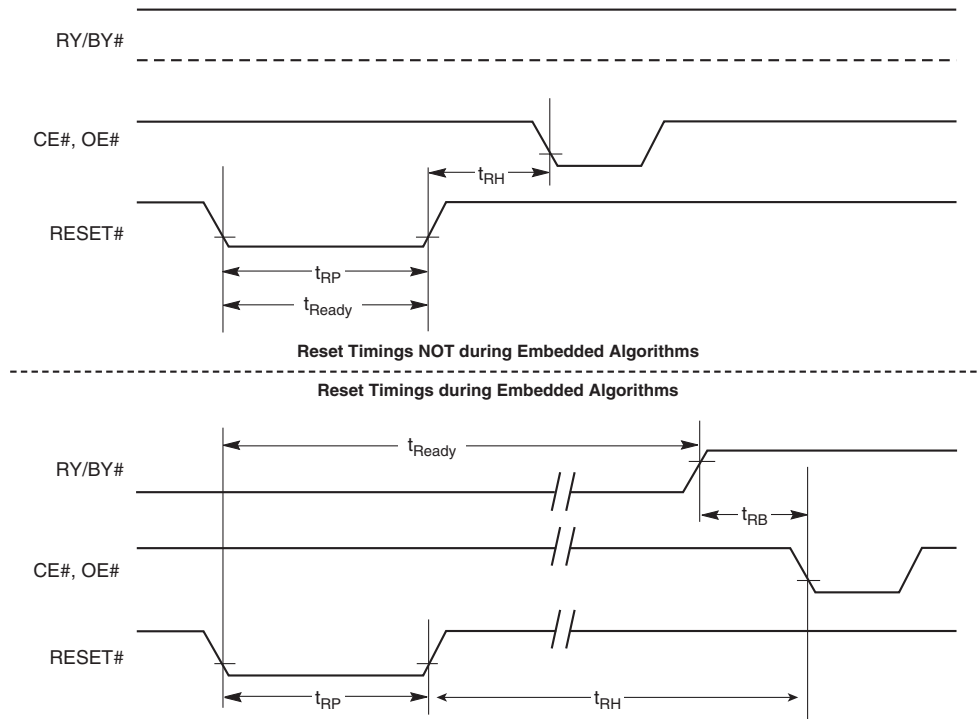 RY/BY#
CE#, OE#
tRH
RESET#
tRP
tReady
Reset Timings NOT during Embedded Algorithms
Reset Timings during Embedded Algorithms
tReady
RY/BY#
tRB
CE#, OE#
RESET#
tRP
tRH